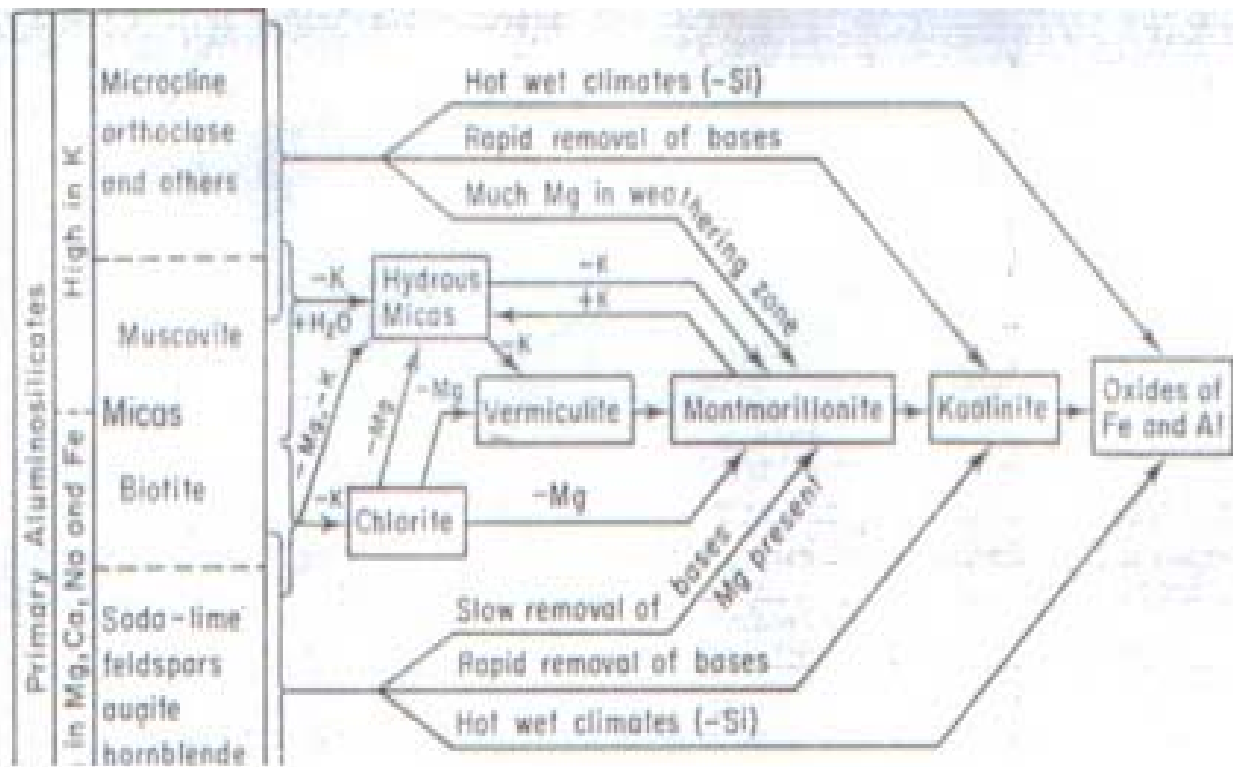 Primary Aluminosilicates
High in K
in Mg, Ca, Na and Fe
Microcline
orthoclase
and others
Muscovite
Micas
Biotite
Soda-lime
feldspars
augite
hornblende
Hot wet climates (-Si)
Rapid removal of bases
Much Mg in weathering zone
-K
+H₂O
Hydrous
Micas
-K
+K
-K
-Mg, -K
-Mg
-Mg
Vermiculite
Montmorillonite
Kaolinite
Oxides of
Fe and Al
-K
Chlorite
-Mg
Slow removal of bases
Mg present
Rapid removal of bases
Hot wet climates (-Si)